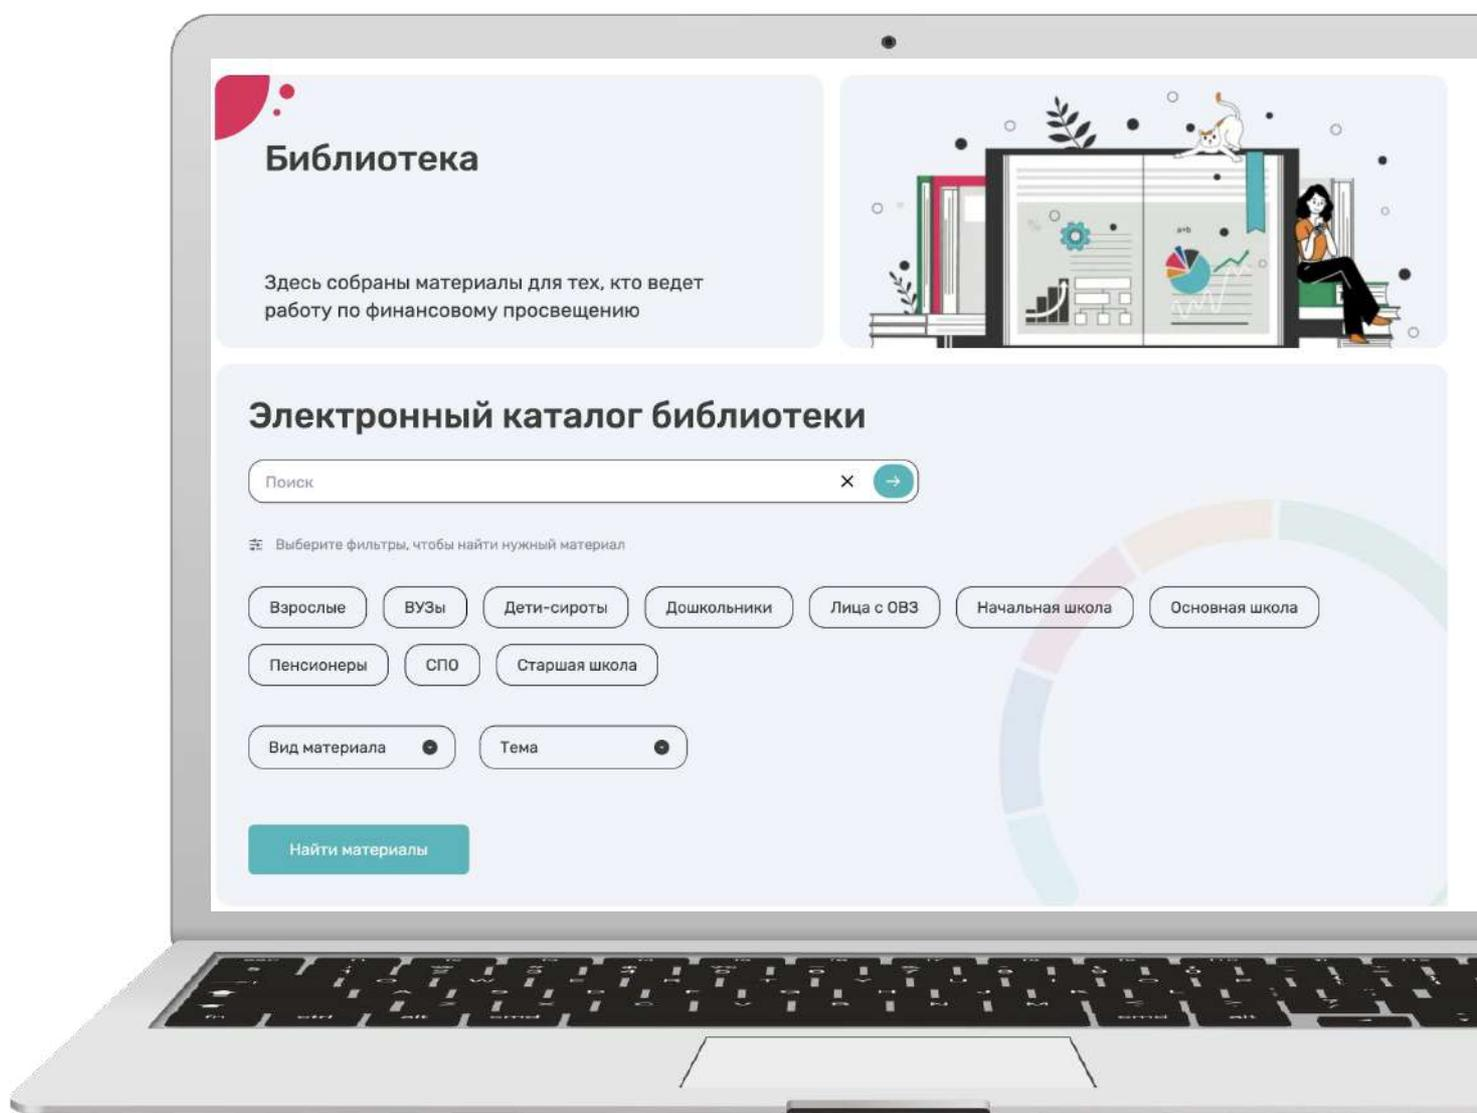 Библиотека
Здесь собраны материалы для тех, кто ведет
работу по финансовому просвещению
a+b
Электронный каталог библиотеки
Поиск
Выберите фильтры, чтобы найти нужный материал
Взрослые ВУЗы Дети-сироты Дошкольники Лица с ОВЗ Начальная школа Основная школа
Пенсионеры СПО Старшая школа
Вид материала Тема
Найти материалы